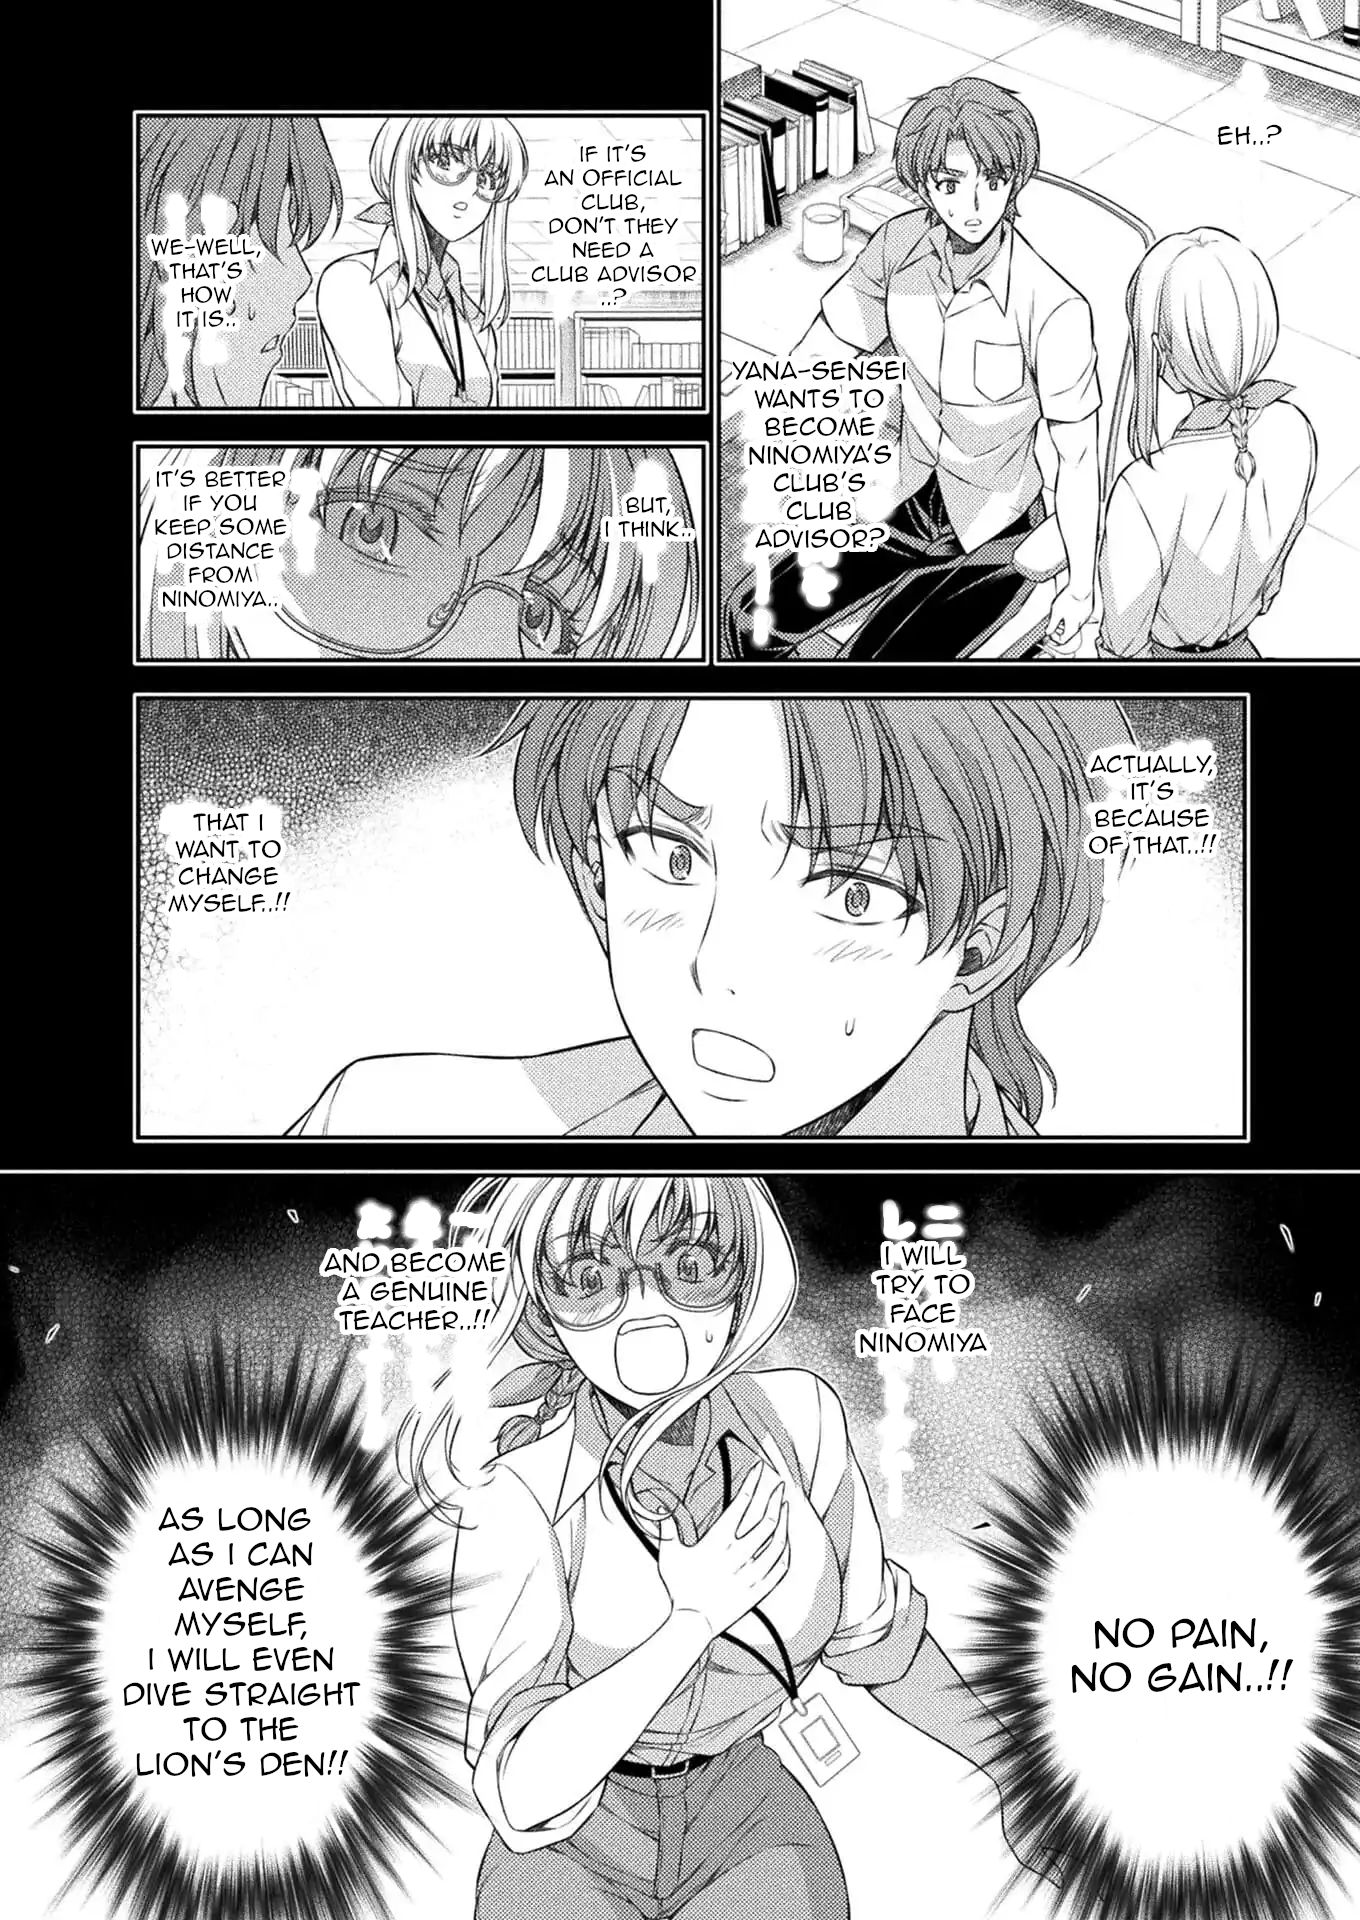 EH..?
YANA-SENSEI
WANTS TO
BECOME
NINOMIYA'S
CLUB'S
CLUB
ADVISOR?
IF IT'S
AN OFFICIAL
CLUB,
DON'T THEY
NEED A
CLUB ADVISOR
..?
WE-WELL,
THAT'S
HOW
IT IS..
BUT,
I THINK..
IT'S BETTER
IF YOU
KEEP SOME
DISTANCE
FROM
NINOMIYA..
ACTUALLY,
IT'S
BECAUSE
OF THAT..!!
THAT I
WANT TO
CHANGE
MYSELF..!!
I WILL
TRY TO
FACE
NINOMIYA
AND BECOME
A GENUINE
TEACHER..!!
NO PAIN,
NO GAIN..!!
AS LONG
AS I CAN
AVENGE
MYSELF,
I WILL EVEN
DIVE STRAIGHT
TO THE
LION'S DEN!!